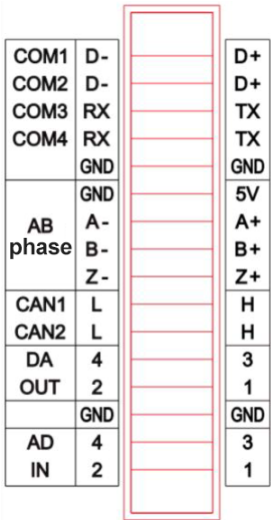 COM1 D- D+
COM2 D- D+
COM3 RX TX
COM4 RX TX
GND GND
GND 5V
AB A- A+
phase B- B+
Z- Z+
CAN1 L H
CAN2 L H
DA 4 3
OUT 2 1
GND GND
AD 4 3
IN 2 1